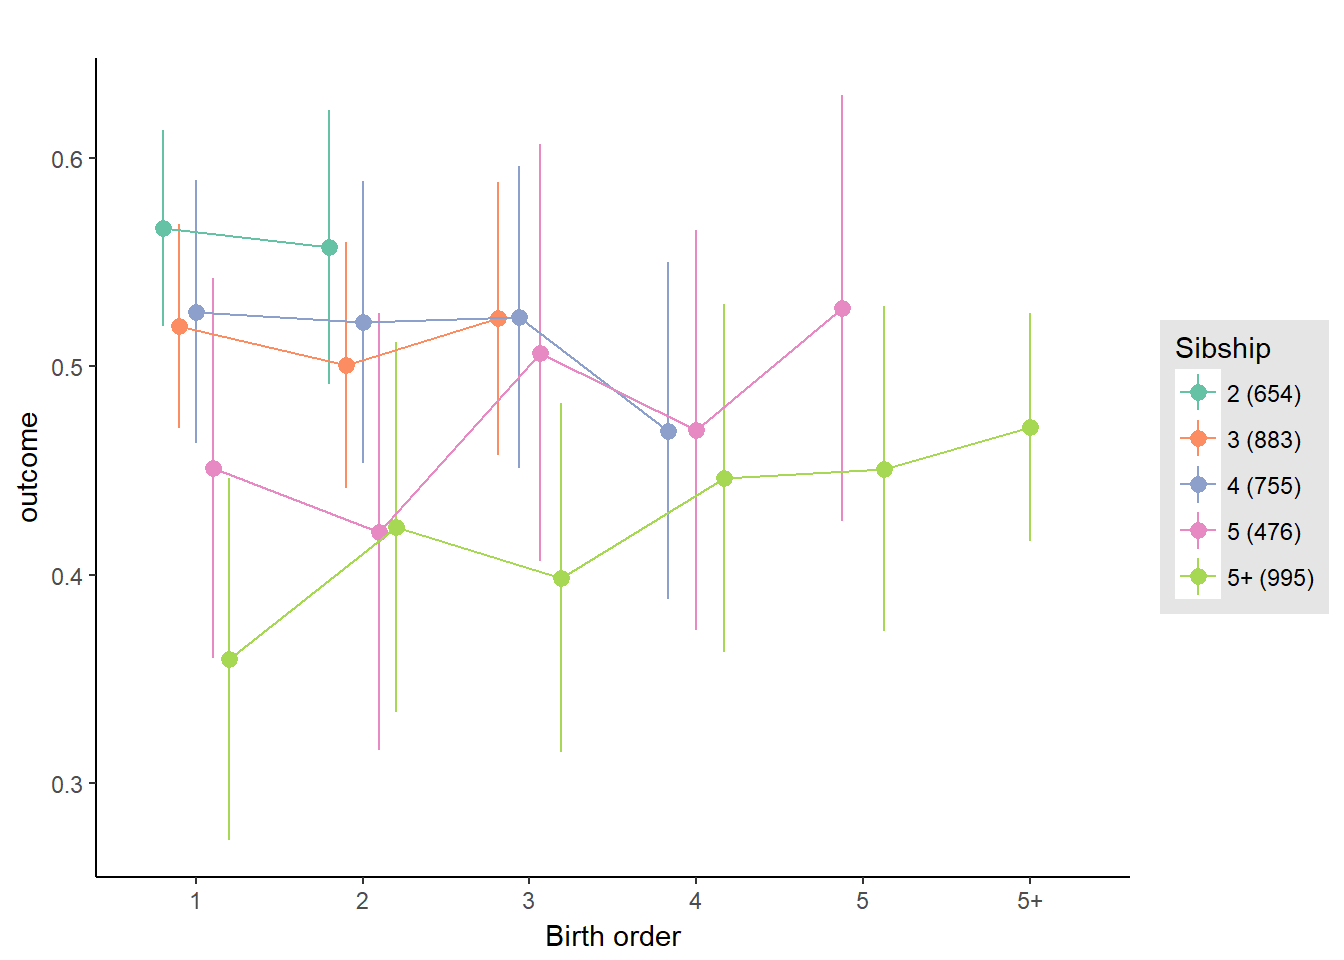 0.6
0.5
0.4
0.3
outcome
1 2 3 4 5 5+
Birth order
Sibship
2 (654)
3 (883)
4 (755)
5 (476)
5+ (995)